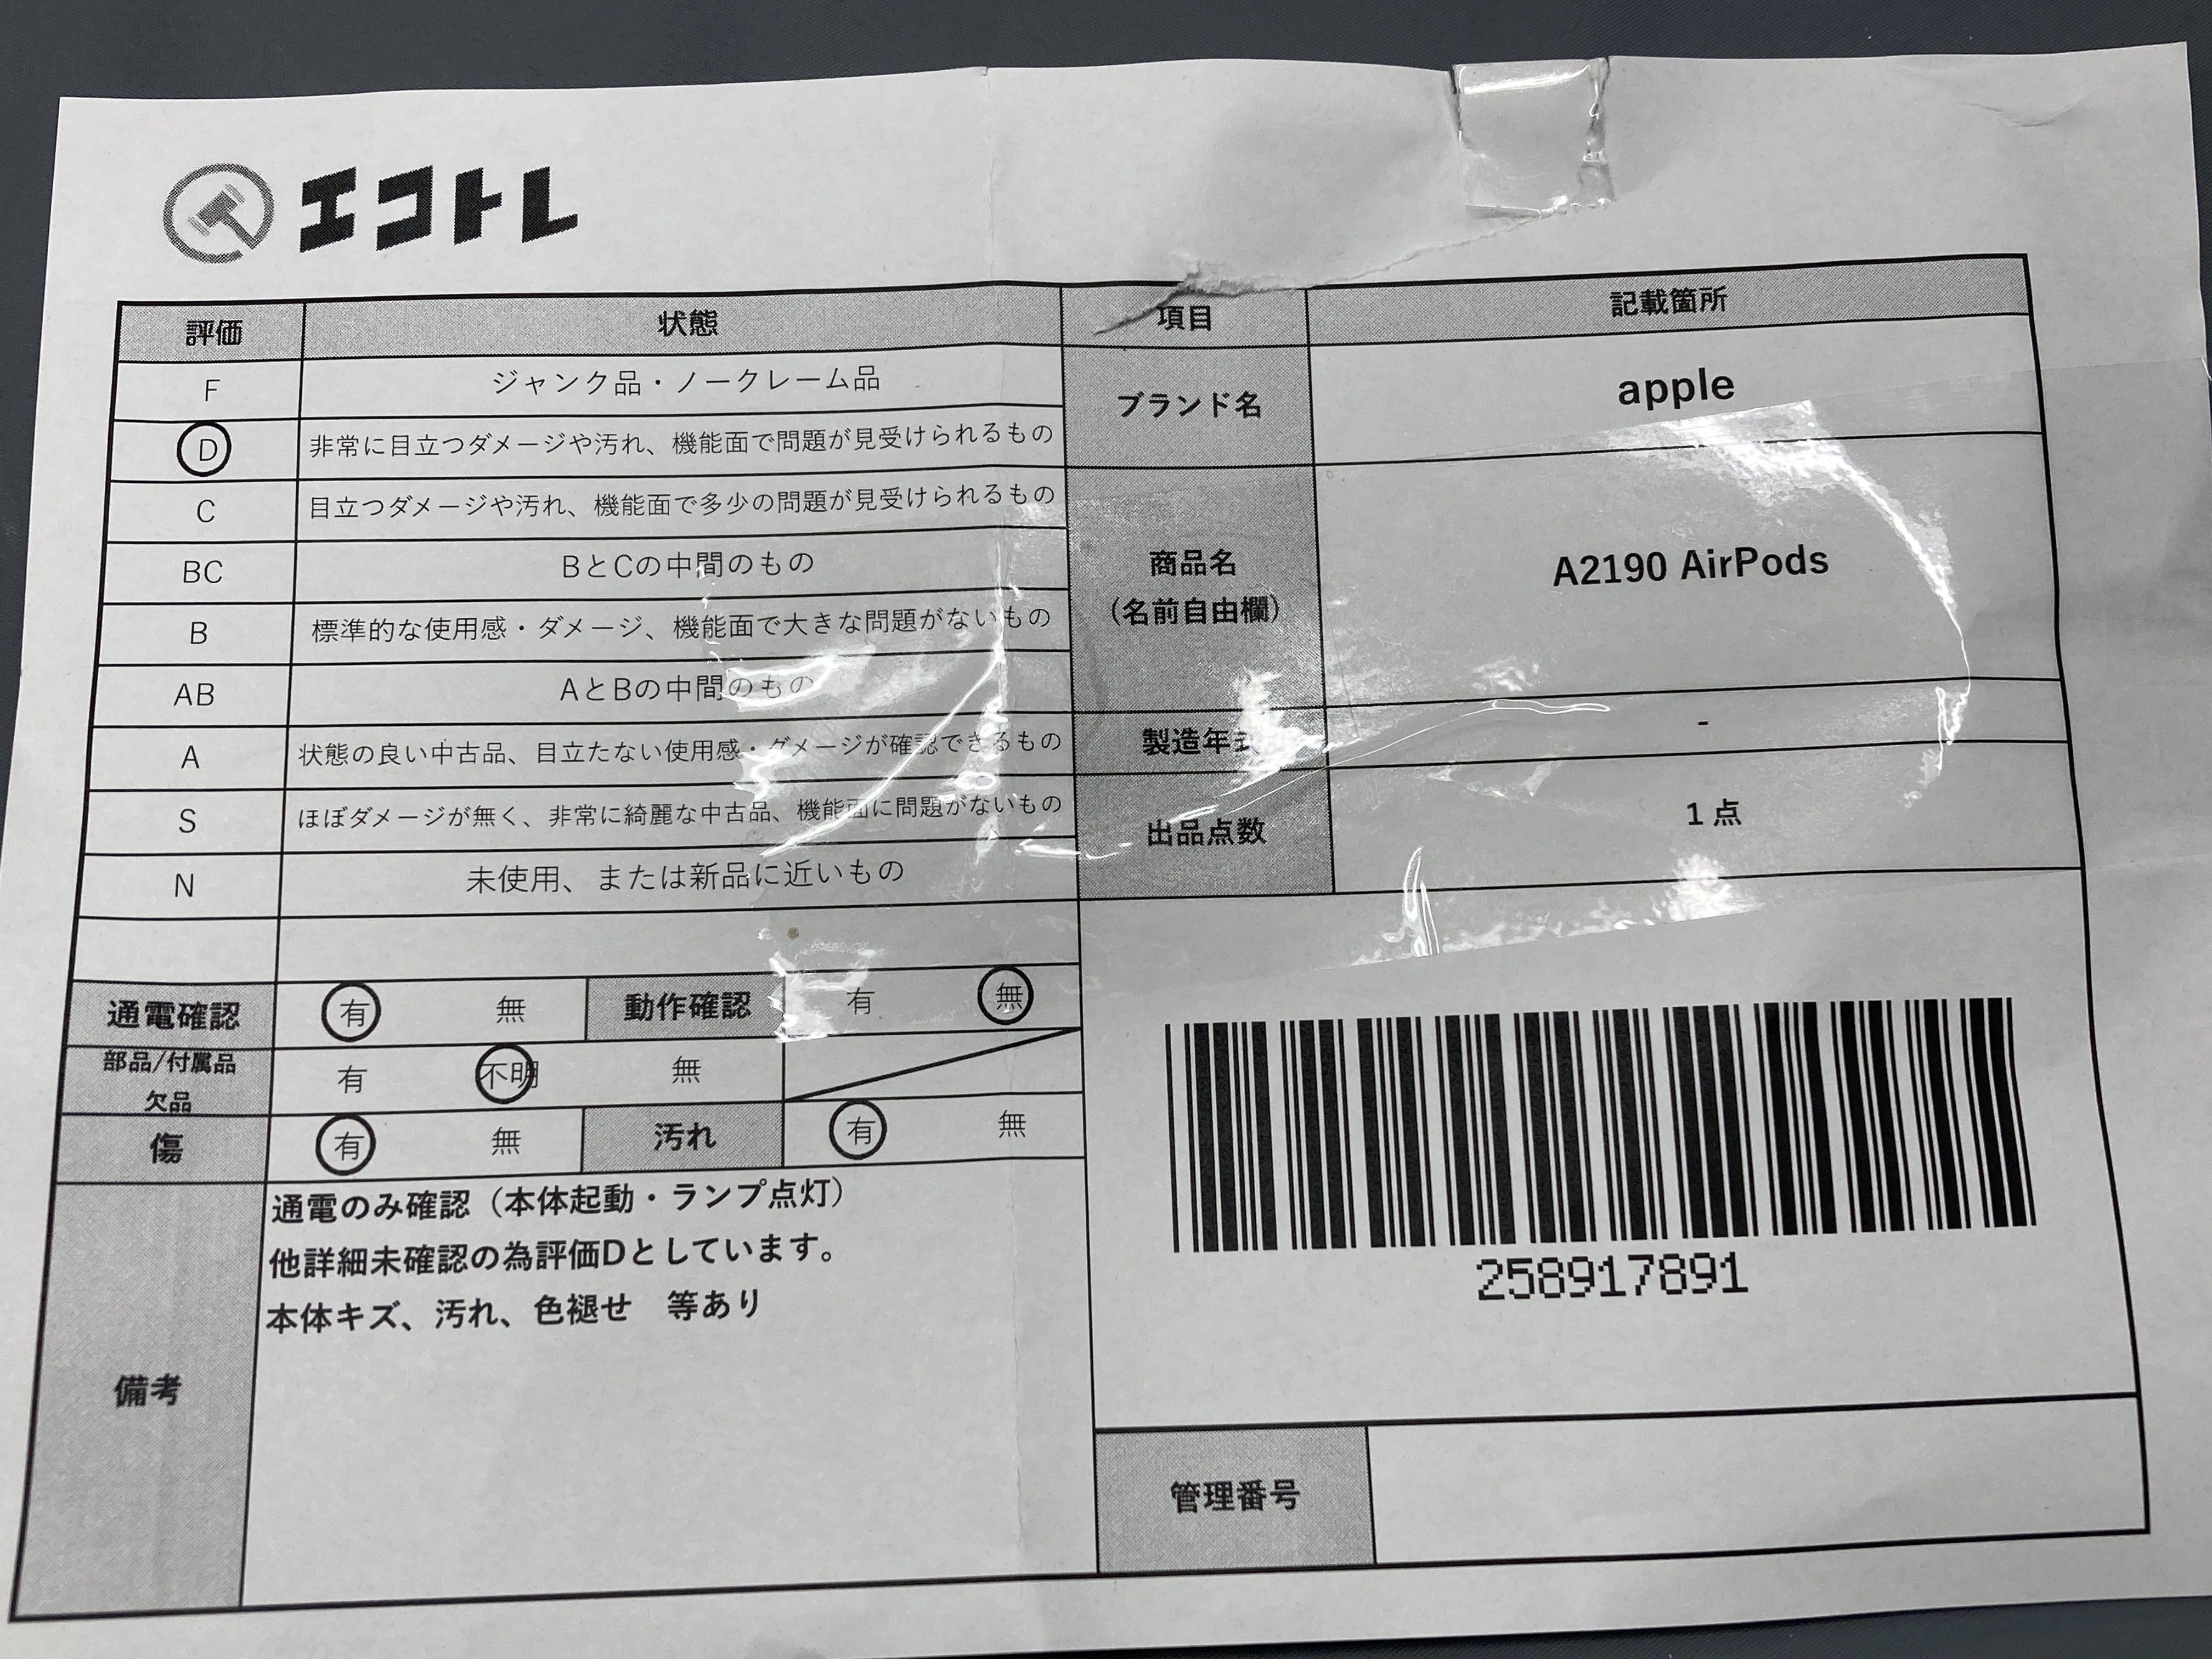 エコトレ
評価 状態
F ジャンク品・ノークレーム品
D 非常に目立つダメージや汚れ、機能面で問題が見受けられるもの
C 目立つダメージや汚れ、機能面で多少の問題が見受けられるもの
BC BとCの中間のもの
B 標準的な使用感・ダメージ、機能面で大きな問題がないもの
AB AとBの中間のもの
A 状態の良い中古品、目立たない使用感・ダメージが確認できるもの
S ほぼダメージが無く、非常に綺麗な中古品、機能面に問題がないもの
N 未使用、または新品に近いもの
通電確認 有 無 動作確認 有 無
部品/付属品
欠品 有 不明 無
傷 有 無 汚れ 有 無
備考
通電のみ確認（本体起動・ランプ点灯）
他詳細未確認の為評価Dとしています。
本体キズ、汚れ、色褪せ　等あり
項目 記載箇所
ブランド名 apple
商品名
（名前自由欄） A2190 AirPods
製造年式 -
出品点数 1 点
258917891
管理番号